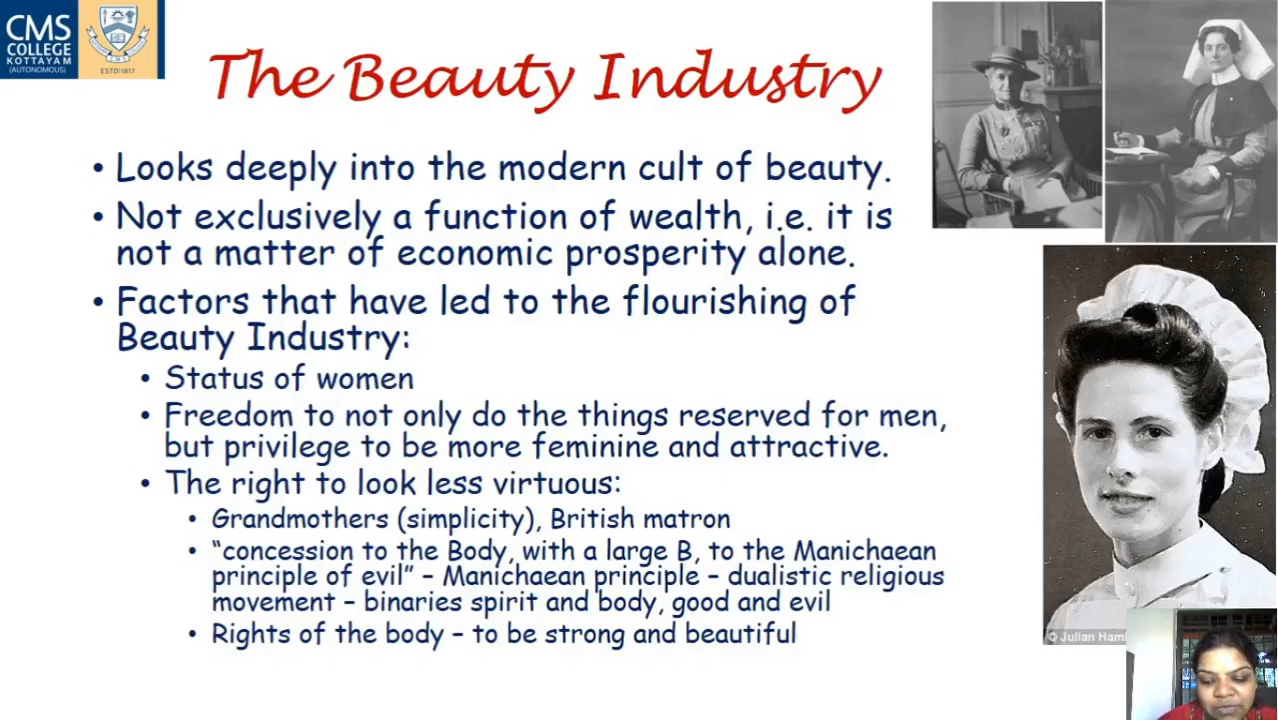 CMS
COLLEGE
KOTTAYAM
(AUTONOMOUS)
ESTD:1817
The Beauty Industry
• Looks deeply into the modern cult of beauty.
• Not exclusively a function of wealth, i.e. it is
not a matter of economic prosperity alone.
• Factors that have led to the flourishing of
Beauty Industry:
• Status of women
• Freedom to not only do the things reserved for men,
but privilege to be more feminine and attractive.
• The right to look less virtuous:
• Grandmothers (simplicity), British matron
• “concession to the Body, with a large B, to the Manichaean
principle of evil” – Manichaean principle – dualistic religious
movement – binaries spirit and body, good and evil
• Rights of the body – to be strong and beautiful
© Julian